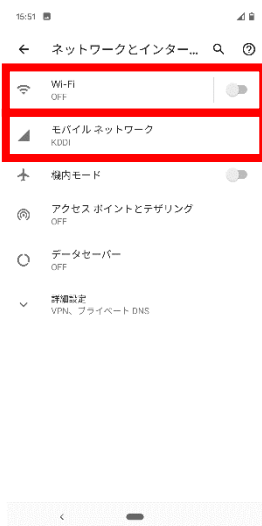 15:51
ネットワークとインター...
Wi-Fi
OFF
モバイル ネットワーク
KDDI
機内モード
アクセス ポイントとテザリング
OFF
データセーバー
OFF
詳細設定
VPN、プライベート DNS